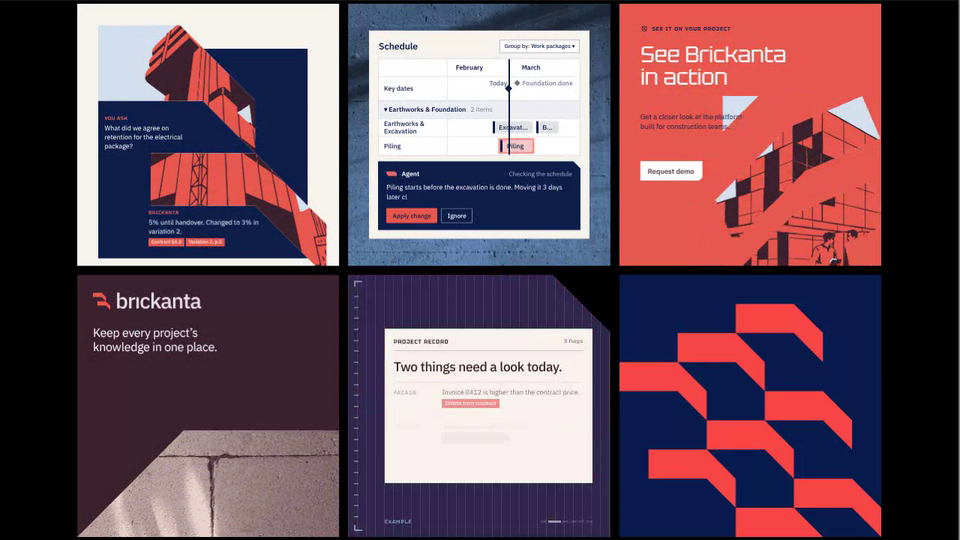 YOU ASK
What did we agree on
retention for the electrical
package?
BRICKANTA
5% until handover. Changed to 3% in
variation 2.
Contract §4.2
Variation 2, p.3
Schedule
Group by: Work packages ▾
February
March
Key dates
Today
Foundation done
▾ Earthworks & Foundation 2 items
Earthworks &
Excavation
Excavat...
B...
Piling
Piling
Agent
Checking the schedule
Piling starts before the excavation is done. Moving it 3 days
later cl
Apply change
Ignore
SEE IT ON YOUR PROJECT
See Brickanta
in action
Get a closer look at the platform
built for construction teams.
Request demo
brickanta
Keep every project's
knowledge in one place.
PROJECT RECORD
Two things need a look today.
Invoice 0412 is higher than the contract price.
Differs from contract
EXAMPLE